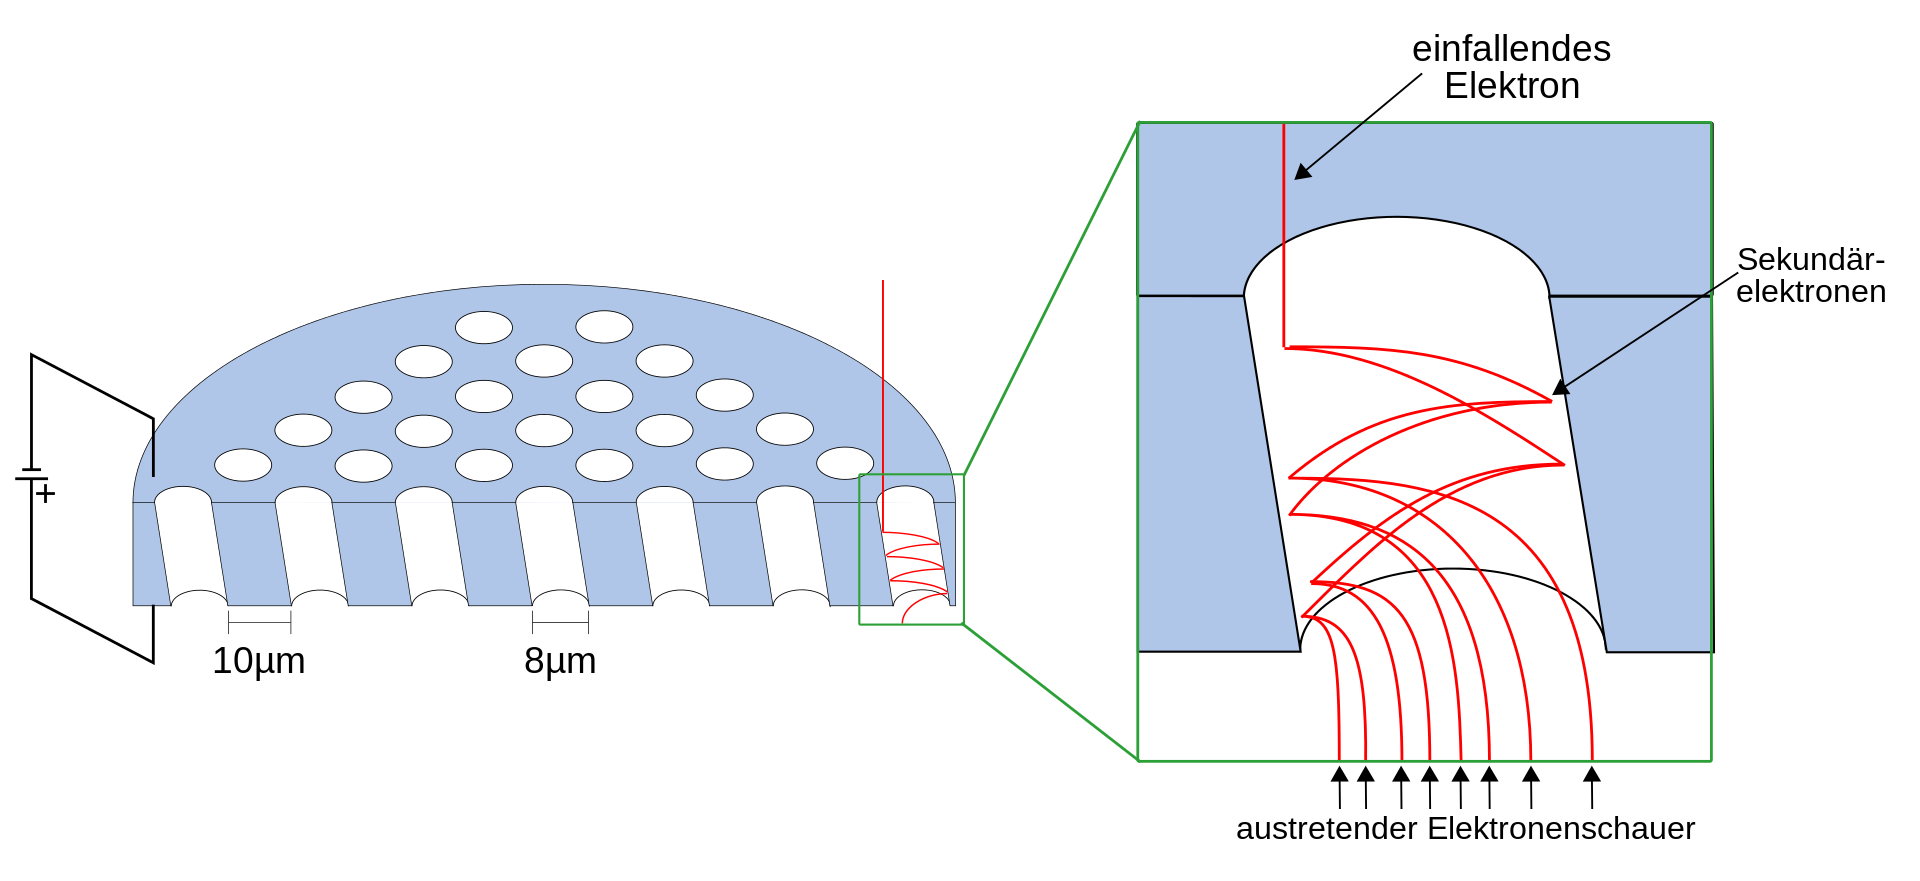 einfallendes
Elektron
Sekundär-
elektronen
+
10µm
8µm
austretender Elektronenschauer